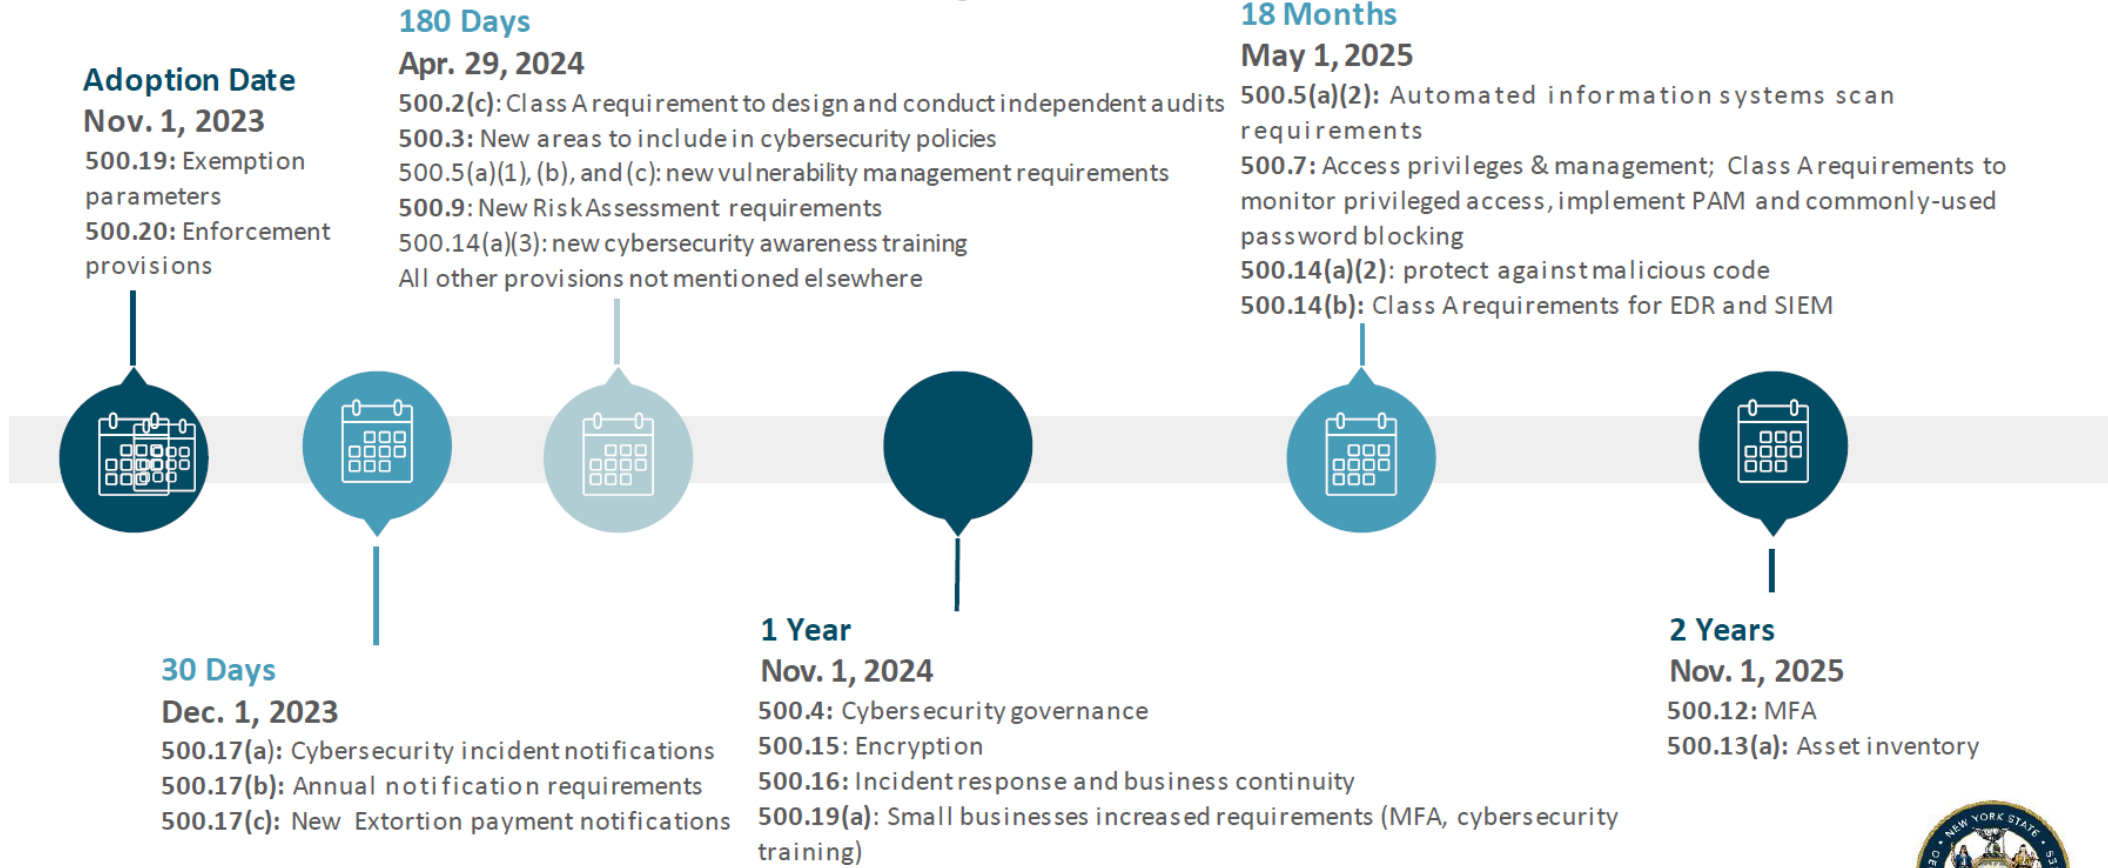 Adoption Date
Nov. 1, 2023
500.19: Exemption
parameters
500.20: Enforcement
provisions
180 Days
Apr. 29, 2024
500.2(c): Class A requirement to design and conduct independent audits
500.3: New areas to include in cybersecurity policies
500.5(a)(1), (b), and (c): new vulnerability management requirements
500.9: New Risk Assessment requirements
500.14(a)(3): new cybersecurity awareness training
All other provisions not mentioned elsewhere
18 Months
May 1, 2025
500.5(a)(2): Automated information systems scan
requirements
500.7: Access privileges & management; Class A requirements to
monitor privileged access, implement PAM and commonly-used
password blocking
500.14(a)(2): protect against malicious code
500.14(b): Class A requirements for EDR and SIEM
30 Days
Dec. 1, 2023
500.17(a): Cybersecurity incident notifications
500.17(b): Annual notification requirements
500.17(c): New Extortion payment notifications
1 Year
Nov. 1, 2024
500.4: Cybersecurity governance
500.15: Encryption
500.16: Incident response and business continuity
500.19(a): Small businesses increased requirements (MFA, cybersecurity
training)
2 Years
Nov. 1, 2025
500.12: MFA
500.13(a): Asset inventory
NEW YORK STATE